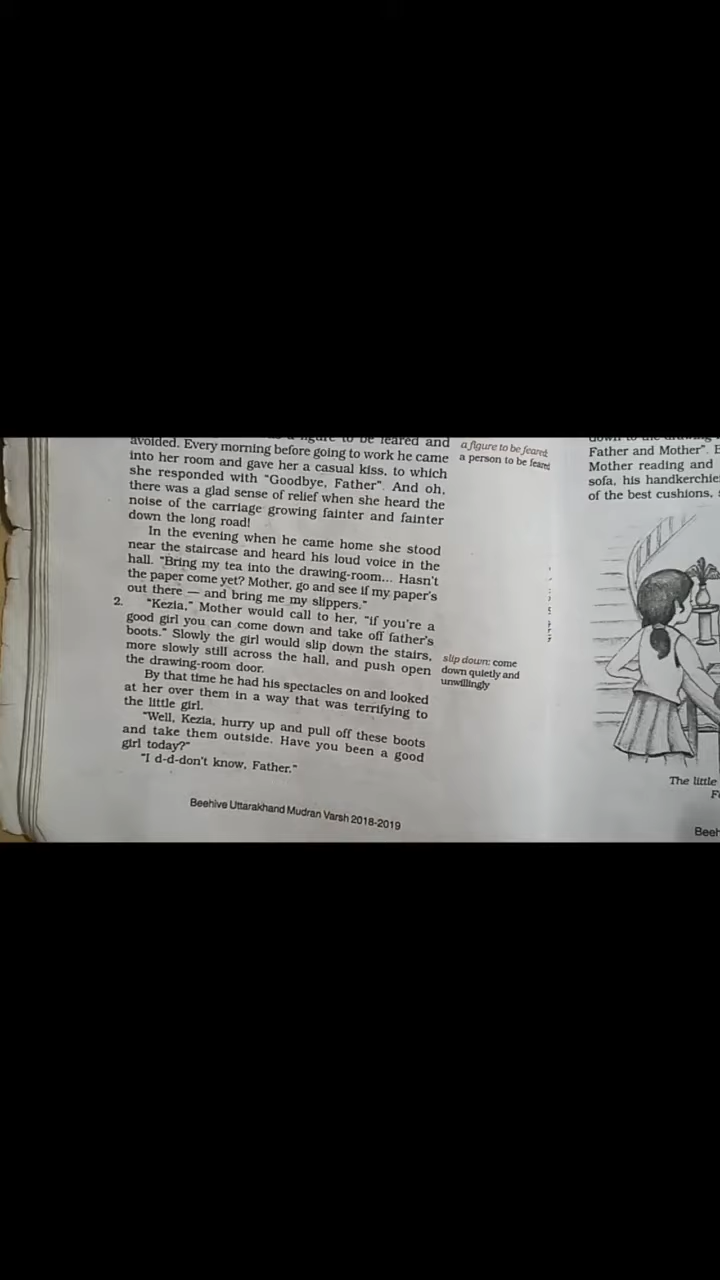 a figure to be feared and
avoided. Every morning before going to work he came
into her room and gave her a casual kiss, to which
she responded with "Goodbye, Father". And oh,
there was a glad sense of relief when she heard the
noise of the carriage growing fainter and fainter
down the long road!
In the evening when he came home she stood
near the staircase and heard his loud voice in the
hall. "Bring my tea into the drawing-room... Hasn't
the paper come yet? Mother, go and see if my paper's
out there — and bring me my slippers."
2. "Kezia," Mother would call to her, "if you're a
good girl you can come down and take off father's
boots." Slowly the girl would slip down the stairs,
more slowly still across the hall, and push open
the drawing-room door.
By that time he had his spectacles on and looked
at her over them in a way that was terrifying to
the little girl.
"Well, Kezia, hurry up and pull off these boots
and take them outside. Have you been a good
girl today?"
"I d-d-don't know, Father."
a figure to be feared:
a person to be feared
slip down: come
down quietly and
unwillingly
Beehive Uttarakhand Mudran Varsh 2018-2019
Father and Mother".
Mother reading and
sofa, his
of the best cushions,
The little